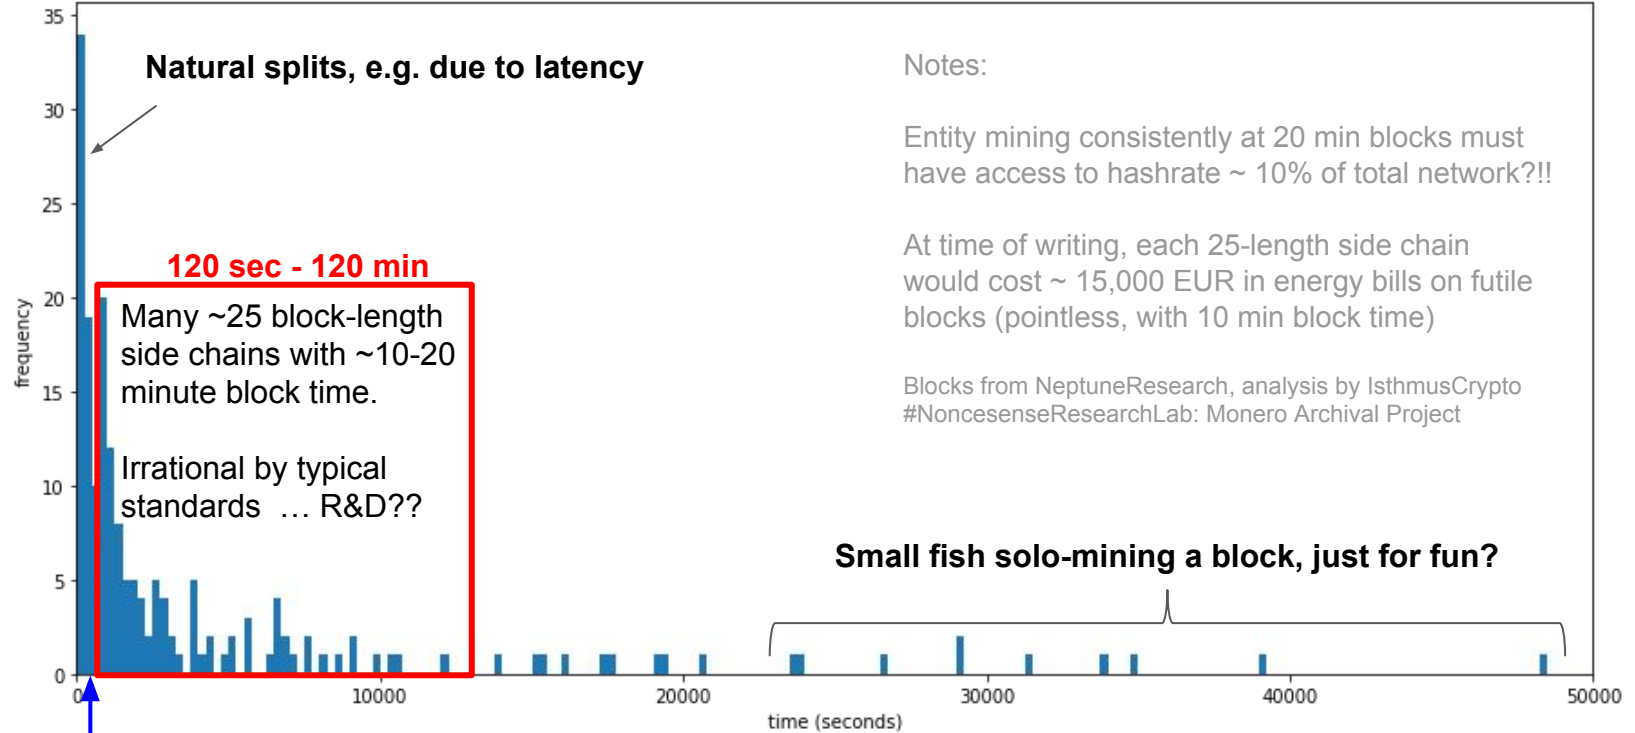 35
30
25
20
15
10
5
0
frequency
Natural splits, e.g. due to latency
120 sec - 120 min
Many ~25 block-length
side chains with ~10-20
minute block time.
Irrational by typical
standards … R&D??
Notes:
Entity mining consistently at 20 min blocks must
have access to hashrate ~ 10% of total network?!!
At time of writing, each 25-length side chain
would cost ~ 15,000 EUR in energy bills on futile
blocks (pointless, with 10 min block time)
Blocks from NeptuneResearch, analysis by IsthmusCrypto
#NoncesenseResearchLab: Monero Archival Project
Small fish solo-mining a block, just for fun?
0 10000 20000 30000 40000 50000
time (seconds)